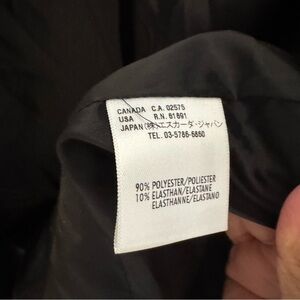 CANADA C.A. 02575
USA R.N. 81691
JAPAN (株)エスカーダ・ジャパン
TEL. 03-5786-6860
90% POLYESTER/POLIESTER
10% ELASTHAN/ELASTANE
ELASTHANNE/ELASTANO